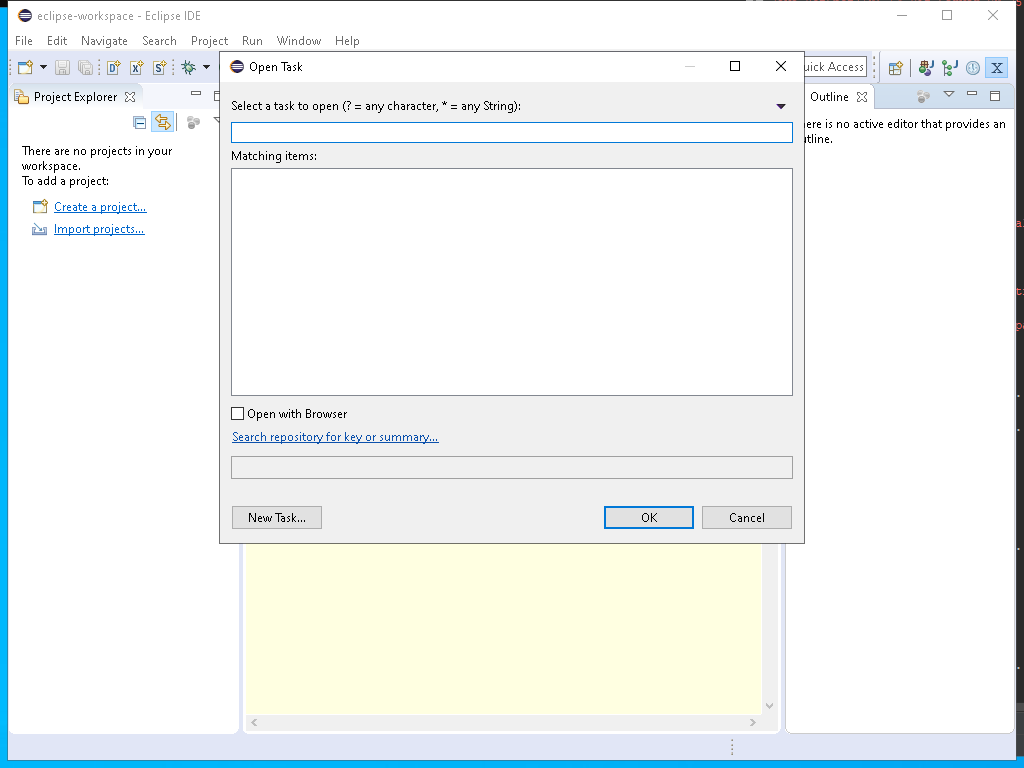 eclipse-workspace - Eclipse IDE
File Edit Navigate Search Project Run Window Help
Open Task
Quick Access
Project Explorer
Select a task to open (? = any character, * = any String):
Outline
There are no projects in your
workspace.
To add a project:
Create a project...
Import projects...
Matching items:
ere is no active editor that provides an
utline.
Open with Browser
Search repository for key or summary...
New Task...
OK
Cancel